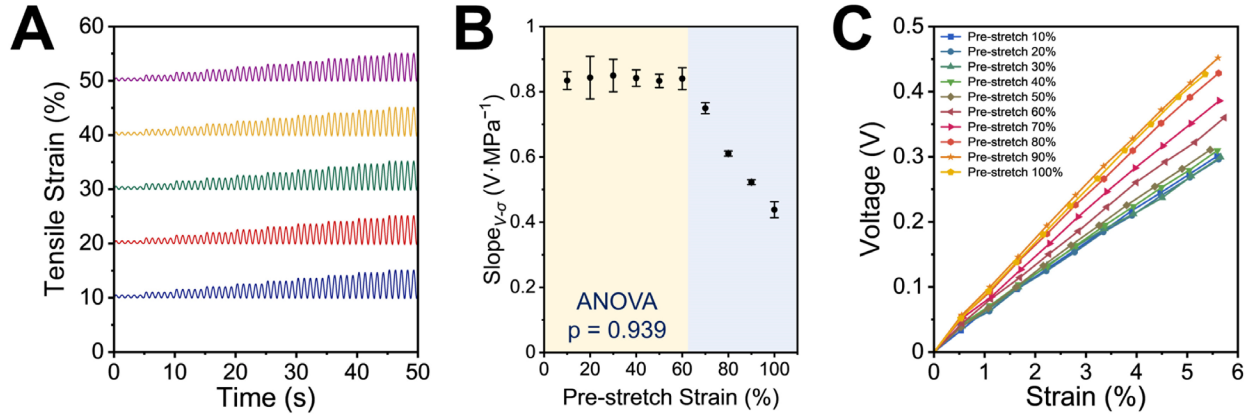 A
Tensile Strain (%)
60
50
40
30
20
10
0
0 10 20 30 40 50
Time (s)
B
Slope_V-σ (V·MPa⁻¹)
1
0.8
0.6
0.4
0.2
0
ANOVA
p = 0.939
0 20 40 60 80 100
Pre-stretch Strain (%)
C
Voltage (V)
0.5
0.4
0.3
0.2
0.1
0
Pre-stretch 10%
Pre-stretch 20%
Pre-stretch 30%
Pre-stretch 40%
Pre-stretch 50%
Pre-stretch 60%
Pre-stretch 70%
Pre-stretch 80%
Pre-stretch 90%
Pre-stretch 100%
0 1 2 3 4 5 6
Strain (%)